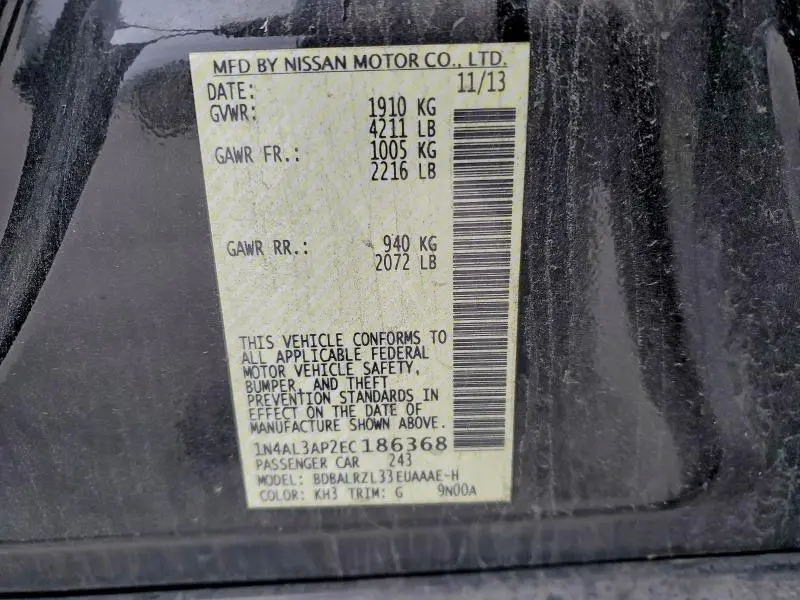 MFD BY NISSAN MOTOR CO., LTD.
DATE: 11/13
GVWR: 1910 KG
4211 LB
GAWR FR.: 1005 KG
2216 LB
GAWR RR.: 940 KG
2072 LB
THIS VEHICLE CONFORMS TO
ALL APPLICABLE FEDERAL
MOTOR VEHICLE SAFETY,
BUMPER, AND THEFT
PREVENTION STANDARDS IN
EFFECT ON THE DATE OF
MANUFACTURE SHOWN ABOVE.
1N4AL3AP2EC186368
PASSENGER CAR 243
MODEL: BDBALRZL33EUAAAE-H
COLOR: KH3 TRIM: G 9N00A